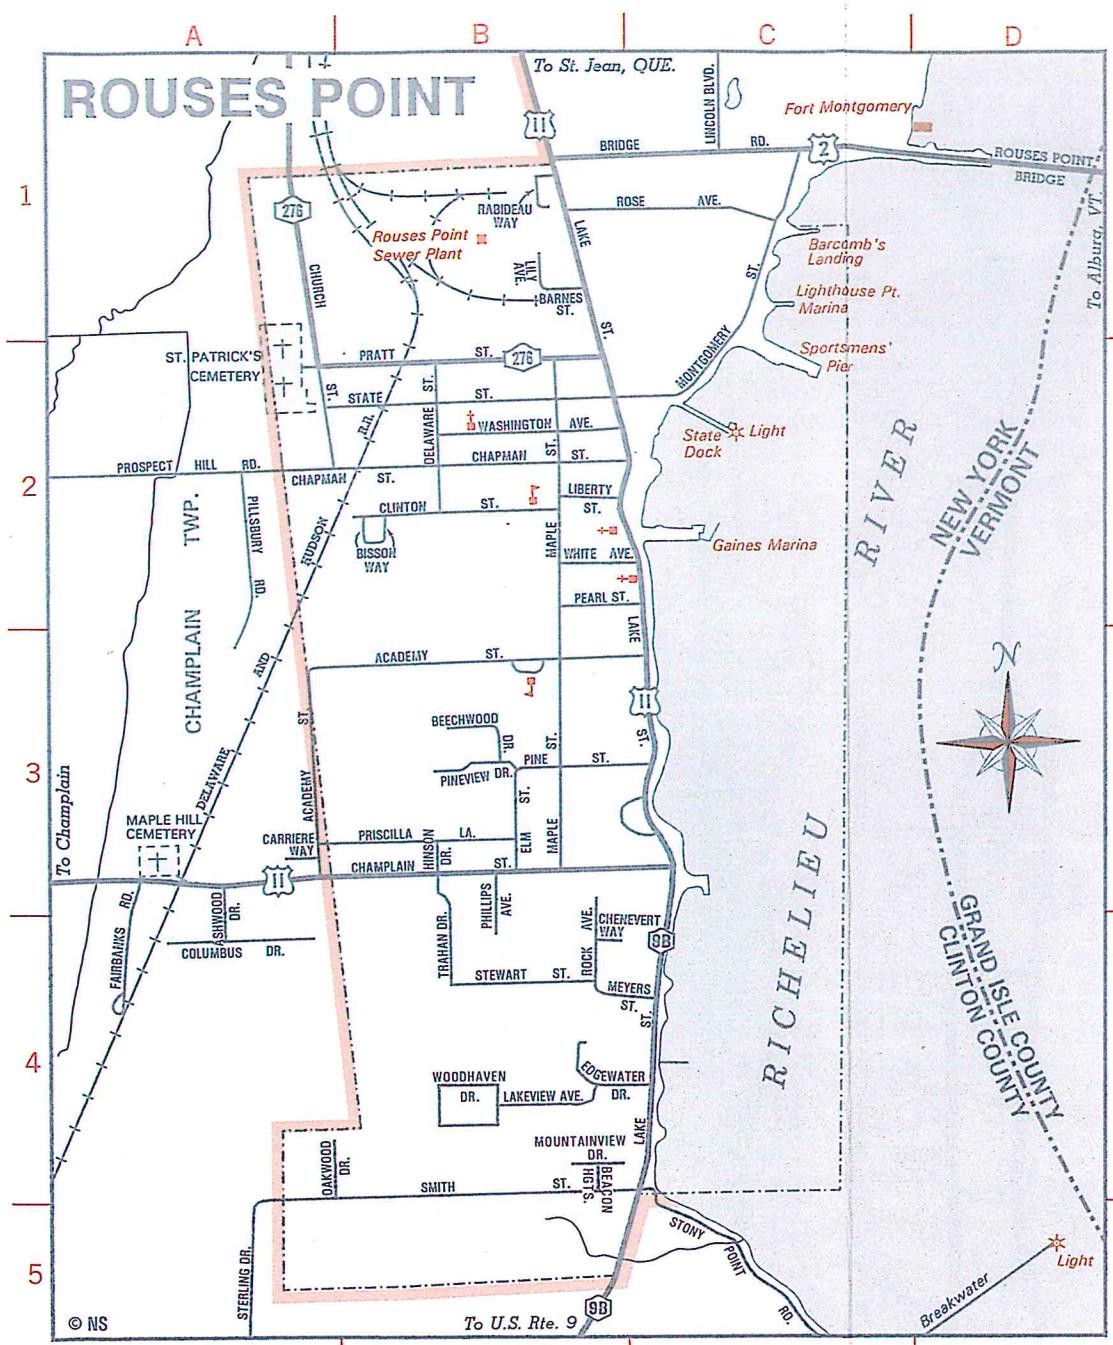 A B C D
ROUSES POINT
To St. Jean, QUE.
11
LINCOLN BLVD.
Fort Montgomery
BRIDGE RD.
2
ROUSES POINT
BRIDGE
1
276
RABIDEAU
WAY
ROSE AVE.
LAKE
Rouses Point
Sewer Plant
Barcomb's
Landing
To Alburg, VT.
CHURCH
LILY
AVE.
BARNES
ST.
ST.
Lighthouse Pt.
Marina
ST.
MONTGOMERY
ST. PATRICK'S
CEMETERY
PRATT ST.
276
Sportsmens'
Pier
ST.
STATE ST.
DELAWARE ST.
R.R.
WASHINGTON AVE.
State
Dock
Light
PROSPECT HILL RD.
CHAPMAN ST.
CHAPMAN ST.
ST.
2
PILLSBURY RD.
TWP.
CLINTON ST.
LIBERTY
ST.
BISSON
WAY
HUDSON
MAPLE
WHITE AVE.
Gaines Marina
RIVER
NEW YORK
VERMONT
PEARL ST.
CHAMPLAIN
AND
ACADEMY ST.
LAKE
N
11
ST.
BEECHWOOD
DR.
ST.
ST.
3
DELAWARE
PINEVIEW DR.
PINE ST.
ACADEMY
ST.
To Champlain
MAPLE HILL
CEMETERY
CARRIERE
WAY
PRISCILLA LA.
HINSON
DR.
ELM
MAPLE
11
CHAMPLAIN ST.
RICHELIEU
FAIRBANKS RD.
ASHWOOD
DR.
COLUMBUS DR.
TRAHAN DR.
PHILLIPS
AVE.
ROCK AVE.
CHENEVERT
WAY
9B
STEWART ST.
MEYERS
ST.
ST.
GRAND ISLE COUNTY
CLINTON COUNTY
4
WOODHAVEN
DR.
LAKEVIEW AVE.
EDGEWATER
DR.
LAKE
MOUNTAINVIEW
DR.
OAKWOOD
DR.
BEACON
HGTS.
SMITH ST.
STONY POINT RD.
5
STERLING DR.
Light
Breakwater
© NS
To U.S. Rte. 9
9B